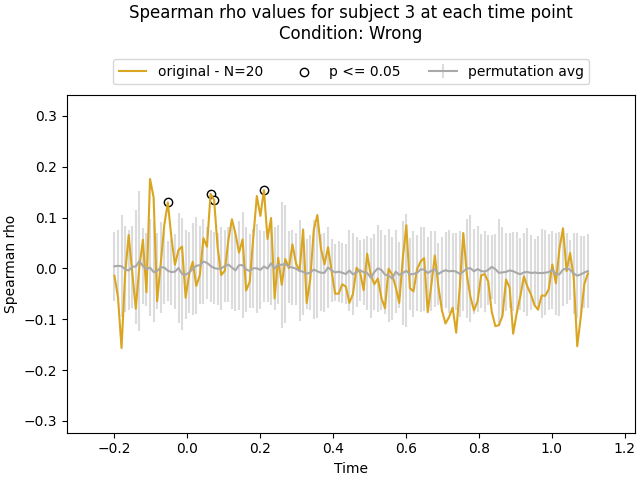 Spearman rho values for subject 3 at each time point
Condition: Wrong
original - N=20
p <= 0.05
permutation avg
0.3
0.2
0.1
0.0
−0.1
−0.2
−0.3
Spearman rho
−0.2
0.0
0.2
0.4
0.6
0.8
1.0
1.2
Time